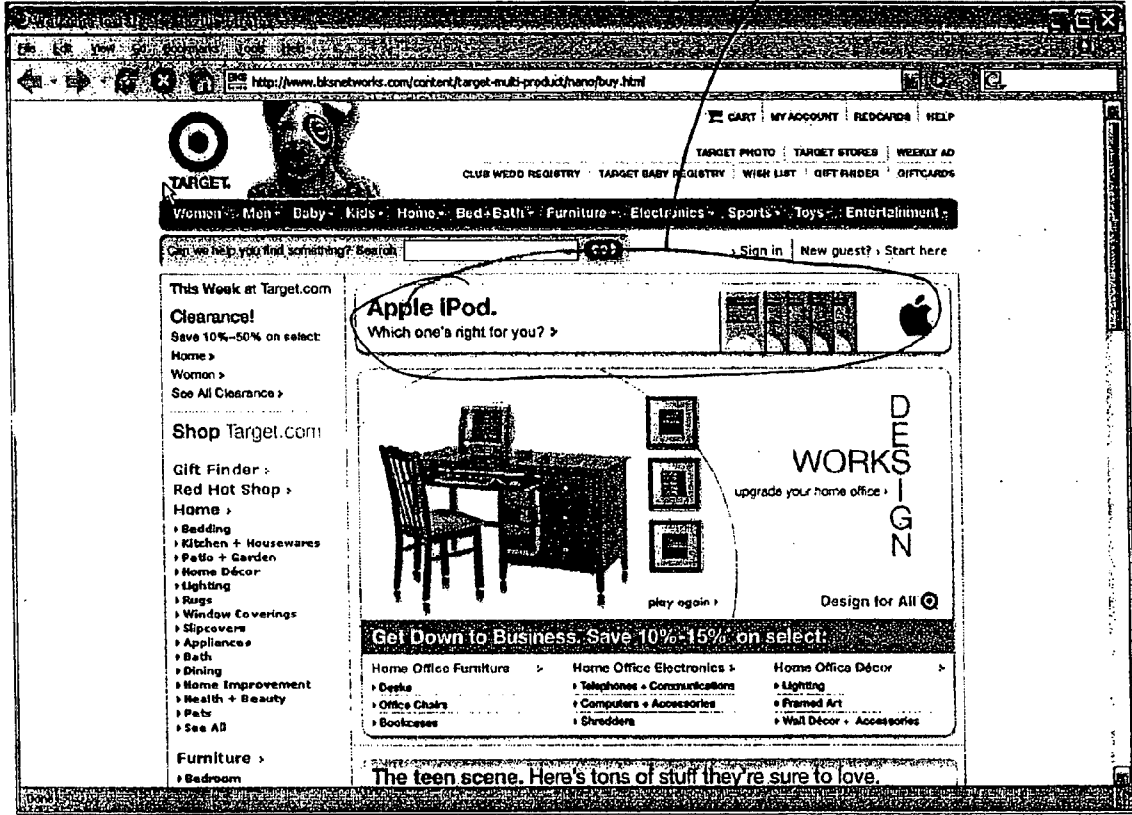 File Edit View Go Bookmarks Tools Help
http://www.bksnetworks.com/content/target-multi-product/nano/buy.html
CART MY ACCOUNT REDCARDS HELP
TARGET PHOTO TARGET STORES WEEKLY AD
CLUB WEDD REGISTRY TARGET BABY REGISTRY WISH LIST GIFT FINDER GIFTCARDS
TARGET.
Women Men Baby Kids Home Bed+Bath Furniture Electronics Sports Toys Entertainment
Can we help you find something? Search GO
› Sign in New guest? › Start here
This Week at Target.com
Clearance!
Save 10%–50% on select:
Home >
Women >
See All Clearance >
Shop Target.com
Gift Finder >
Red Hot Shop >
Home >
Bedding
Kitchen + Housewares
Patio + Garden
Home Décor
Lighting
Rugs
Window Coverings
Slipcovers
Appliances
Bath
Dining
Home Improvement
Health + Beauty
Pets
See All
Furniture >
Bedroom
Apple iPod.
Which one's right for you? >
DESIGN
WORKS
upgrade your home office ›
play again ›
Design for All
Get Down to Business. Save 10%-15% on select:
Home Office Furniture >
Desks
Office Chairs
Bookcases
Home Office Electronics >
Telephones + Communications
Computers + Accessories
Shredders
Home Office Décor >
Lighting
Framed Art
Wall Décor + Accessories
The teen scene. Here's tons of stuff they're sure to love.
Done